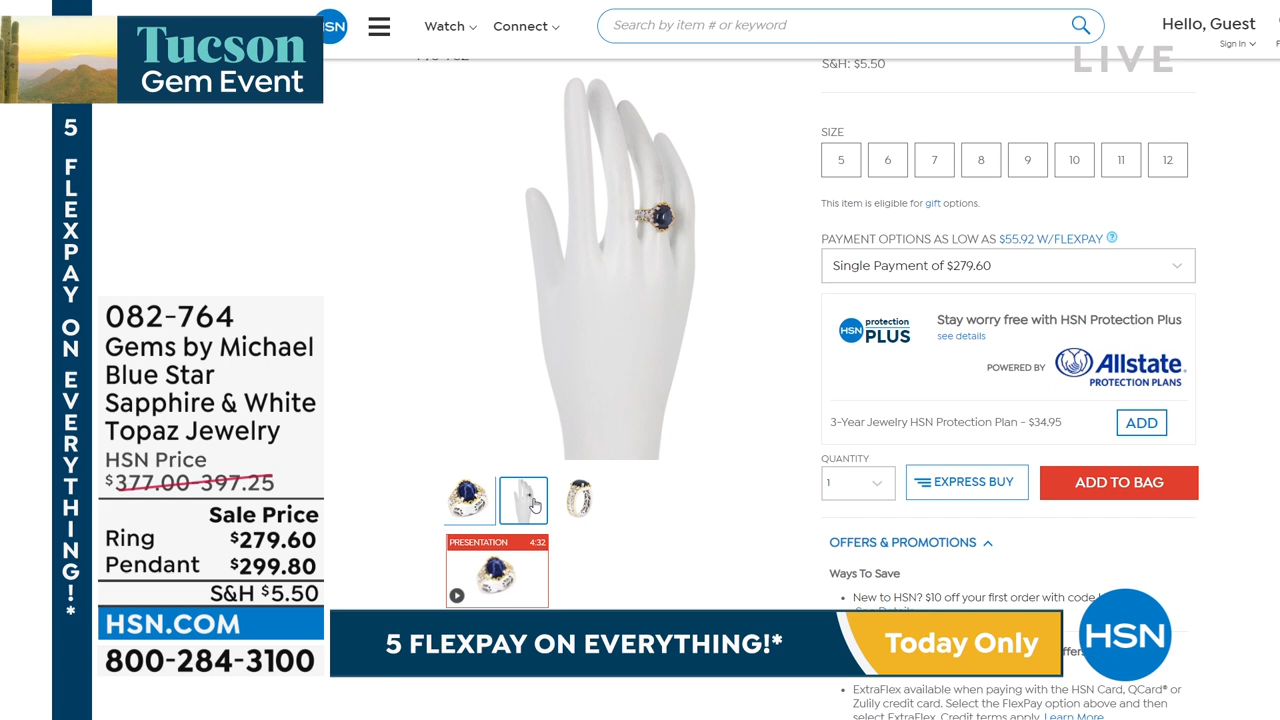 Tucson
Gem Event
HSN
Watch
Connect
Search by item # or keyword
Hello, Guest
Sign In
LIVE
S&H: $5.50
SIZE
5 6 7 8 9 10 11 12
This item is eligible for gift options.
PAYMENT OPTIONS AS LOW AS $55.92 W/FLEXPAY ?
Single Payment of $279.60
HSN protection PLUS
Stay worry free with HSN Protection Plus
see details
POWERED BY Allstate.
PROTECTION PLANS
3-Year Jewelry HSN Protection Plan - $34.95 ADD
QUANTITY
1
EXPRESS BUY
ADD TO BAG
OFFERS & PROMOTIONS
Ways To Save
New to HSN? $10 off your first order with code
ExtraFlex available when paying with the HSN Card, QCard® or
Zulily credit card. Select the FlexPay option above and then
select ExtraFlex. Credit terms apply. Learn More
PRESENTATION 4:32
5 FLEXPAY ON EVERYTHING!*
082-764
Gems by Michael
Blue Star
Sapphire & White
Topaz Jewelry
HSN Price
$377.00-397.25
Sale Price
Ring $279.60
Pendant $299.80
S&H $5.50
HSN.COM
800-284-3100
5 FLEXPAY ON EVERYTHING!*
Today Only
HSN